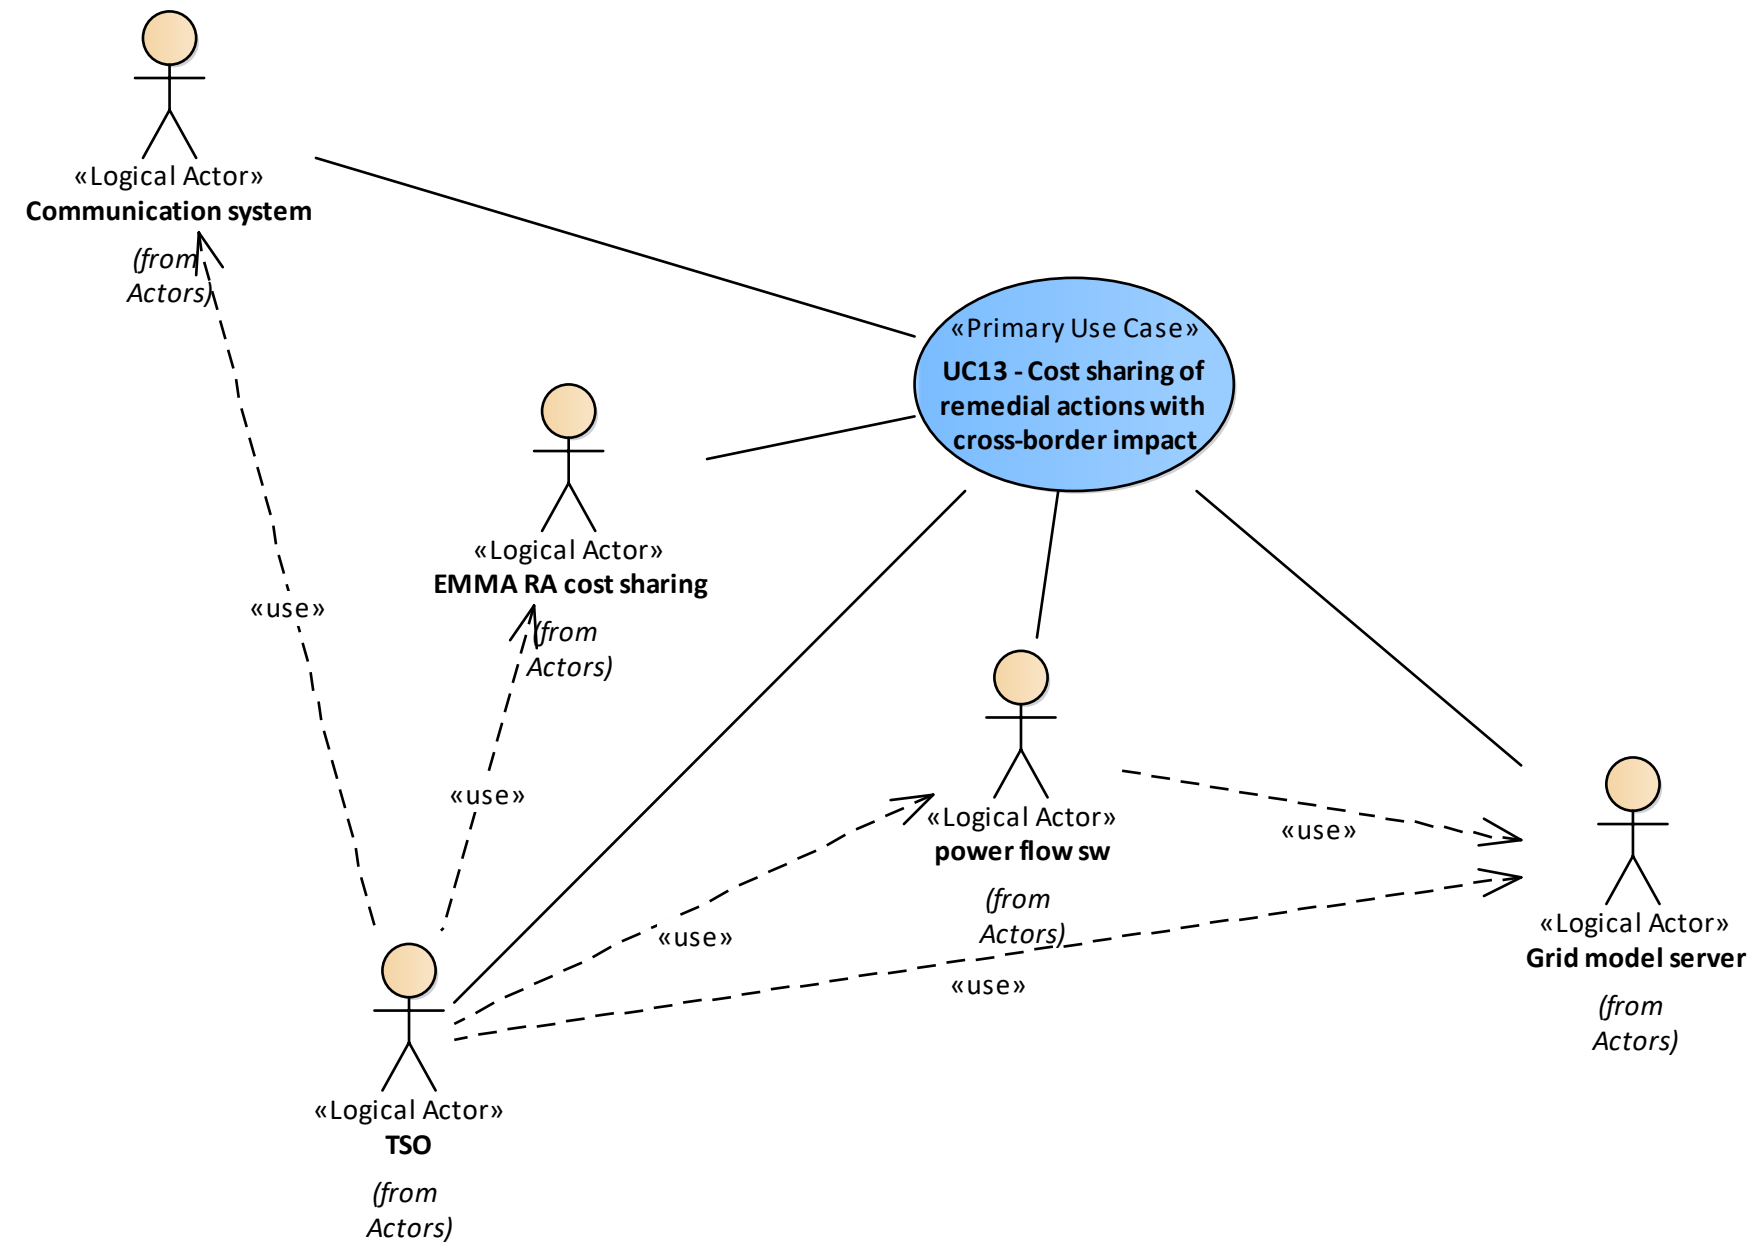 «Logical Actor»
Communication system
(from
Actors)
«Primary Use Case»
UC13 - Cost sharing of
remedial actions with
cross-border impact
«Logical Actor»
EMMA RA cost sharing
(from
Actors)
«use»
«use»
«Logical Actor»
power flow sw
(from
Actors)
«use»
«use»
«use»
«Logical Actor»
Grid model server
(from
Actors)
«Logical Actor»
TSO
(from
Actors)